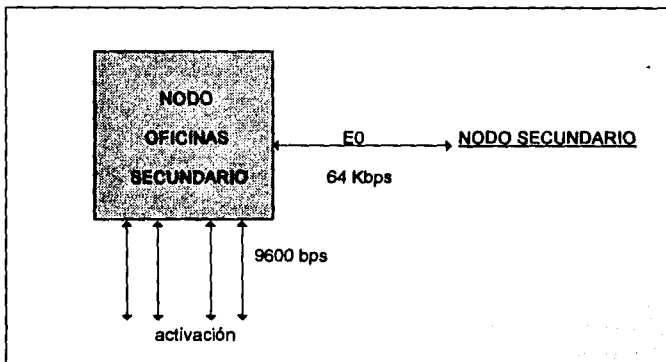 NODO
OFICINAS
SECUNDARIO
E0
NODO SECUNDARIO
64 Kbps
9600 bps
activación